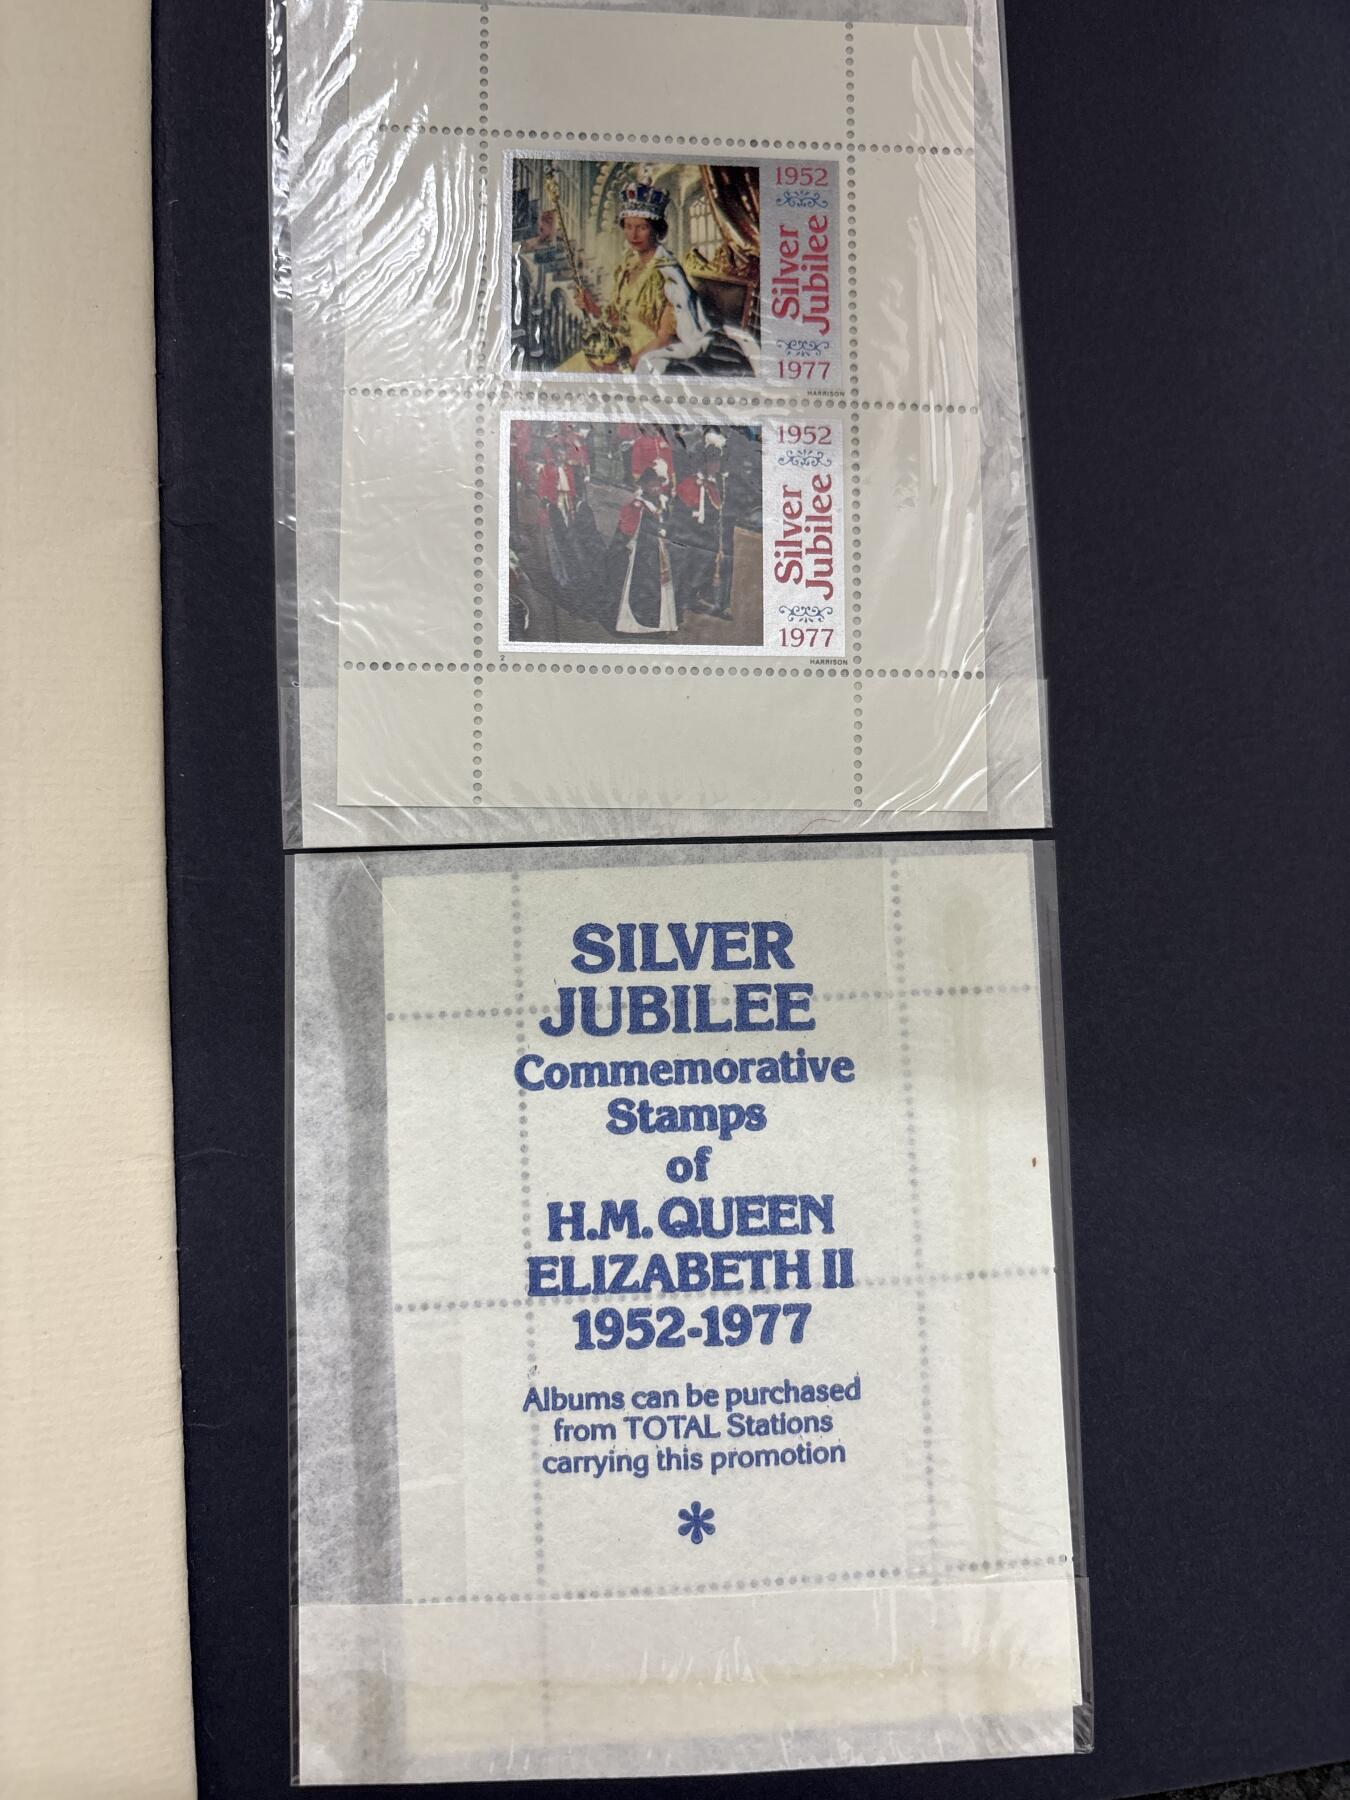 1952
Silver
Jubilee
1977
HARRISON
1952
Silver
Jubilee
1977
2
HARRISON
SILVER
JUBILEE
Commemorative
Stamps
of
H.M. QUEEN
ELIZABETH II
1952-1977
Albums can be purchased
from TOTAL Stations
carrying this promotion
*